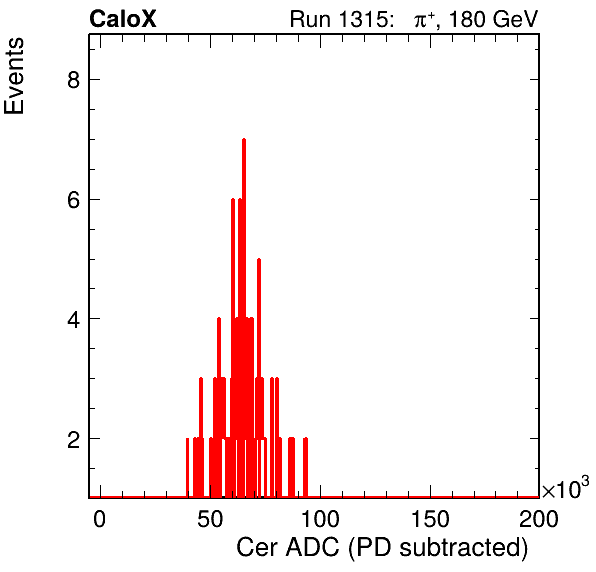 CaloX Run 1315: π⁺, 180 GeV
Events
8
6
4
2
0 50 100 150 200
×10³
Cer ADC (PD subtracted)